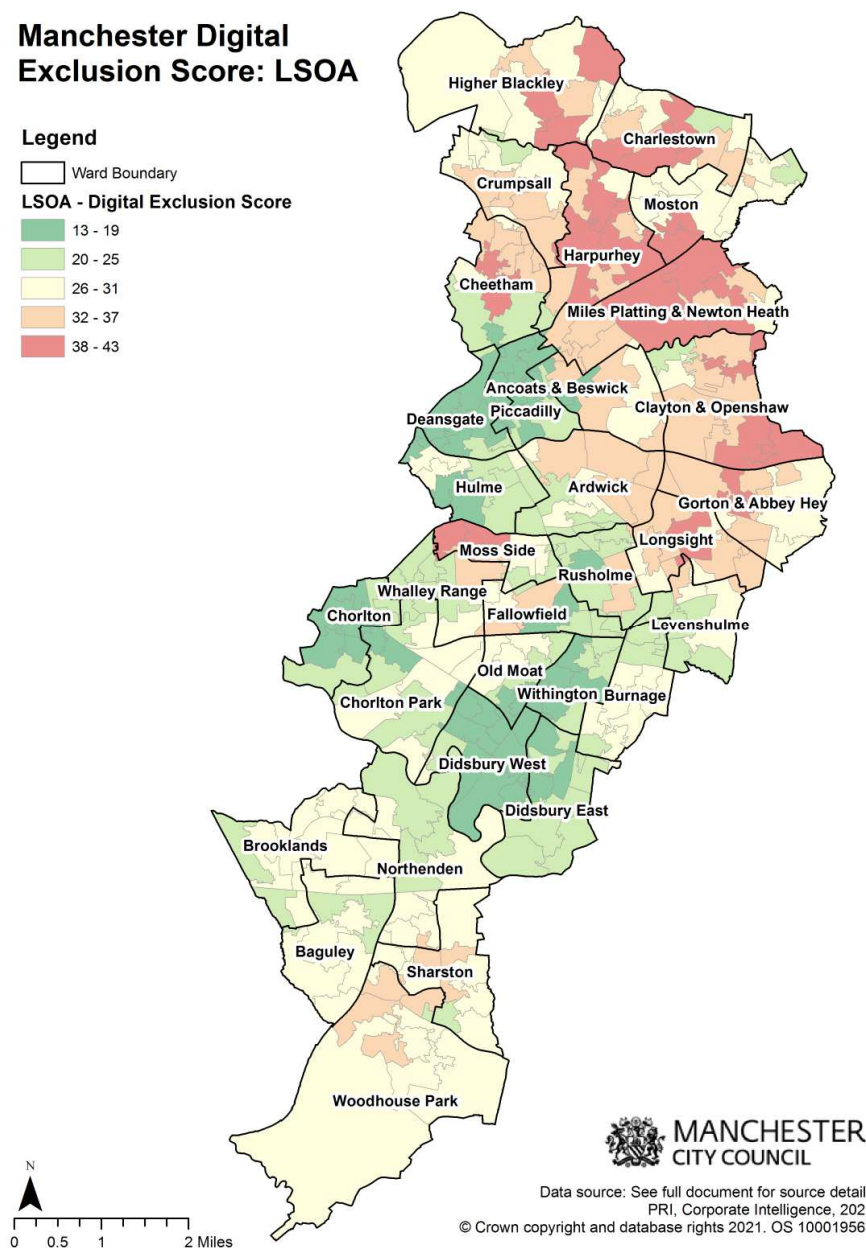 Manchester Digital
Exclusion Score: LSOA
Legend
Ward Boundary
LSOA - Digital Exclusion Score
13 - 19
20 - 25
26 - 31
32 - 37
38 - 43
Higher Blackley
Charlestown
Crumpsall
Moston
Harpurhey
Cheetham
Miles Platting & Newton Heath
Ancoats & Beswick
Clayton & Openshaw
Deansgate
Piccadilly
Hulme
Ardwick
Gorton & Abbey Hey
Longsight
Moss Side
Rusholme
Whalley Range
Chorlton
Fallowfield
Levenshulme
Old Moat
Withington
Burnage
Chorlton Park
Didsbury West
Didsbury East
Brooklands
Northenden
Baguley
Sharston
Woodhouse Park
MANCHESTER
CITY COUNCIL
N
0 0.5 1 2 Miles
Data source: See full document for source detail
PRI, Corporate Intelligence, 202
© Crown copyright and database rights 2021. OS 10001956